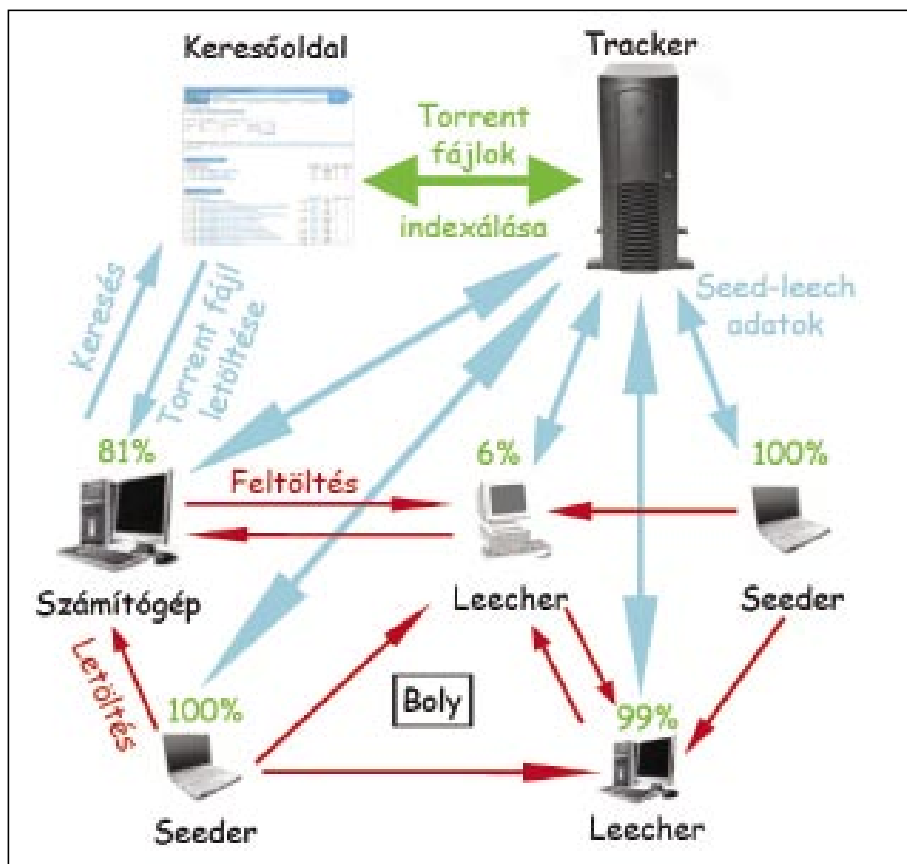 Keresőoldal
Tracker
Torrent
fájlok
indexálása
Keresés
Torrent fájl
letöltése
Seed-leech
adatok
81%
6%
100%
Feltöltés
Számítógép
Leecher
Seeder
Letöltés
100%
Boly
99%
Seeder
Leecher